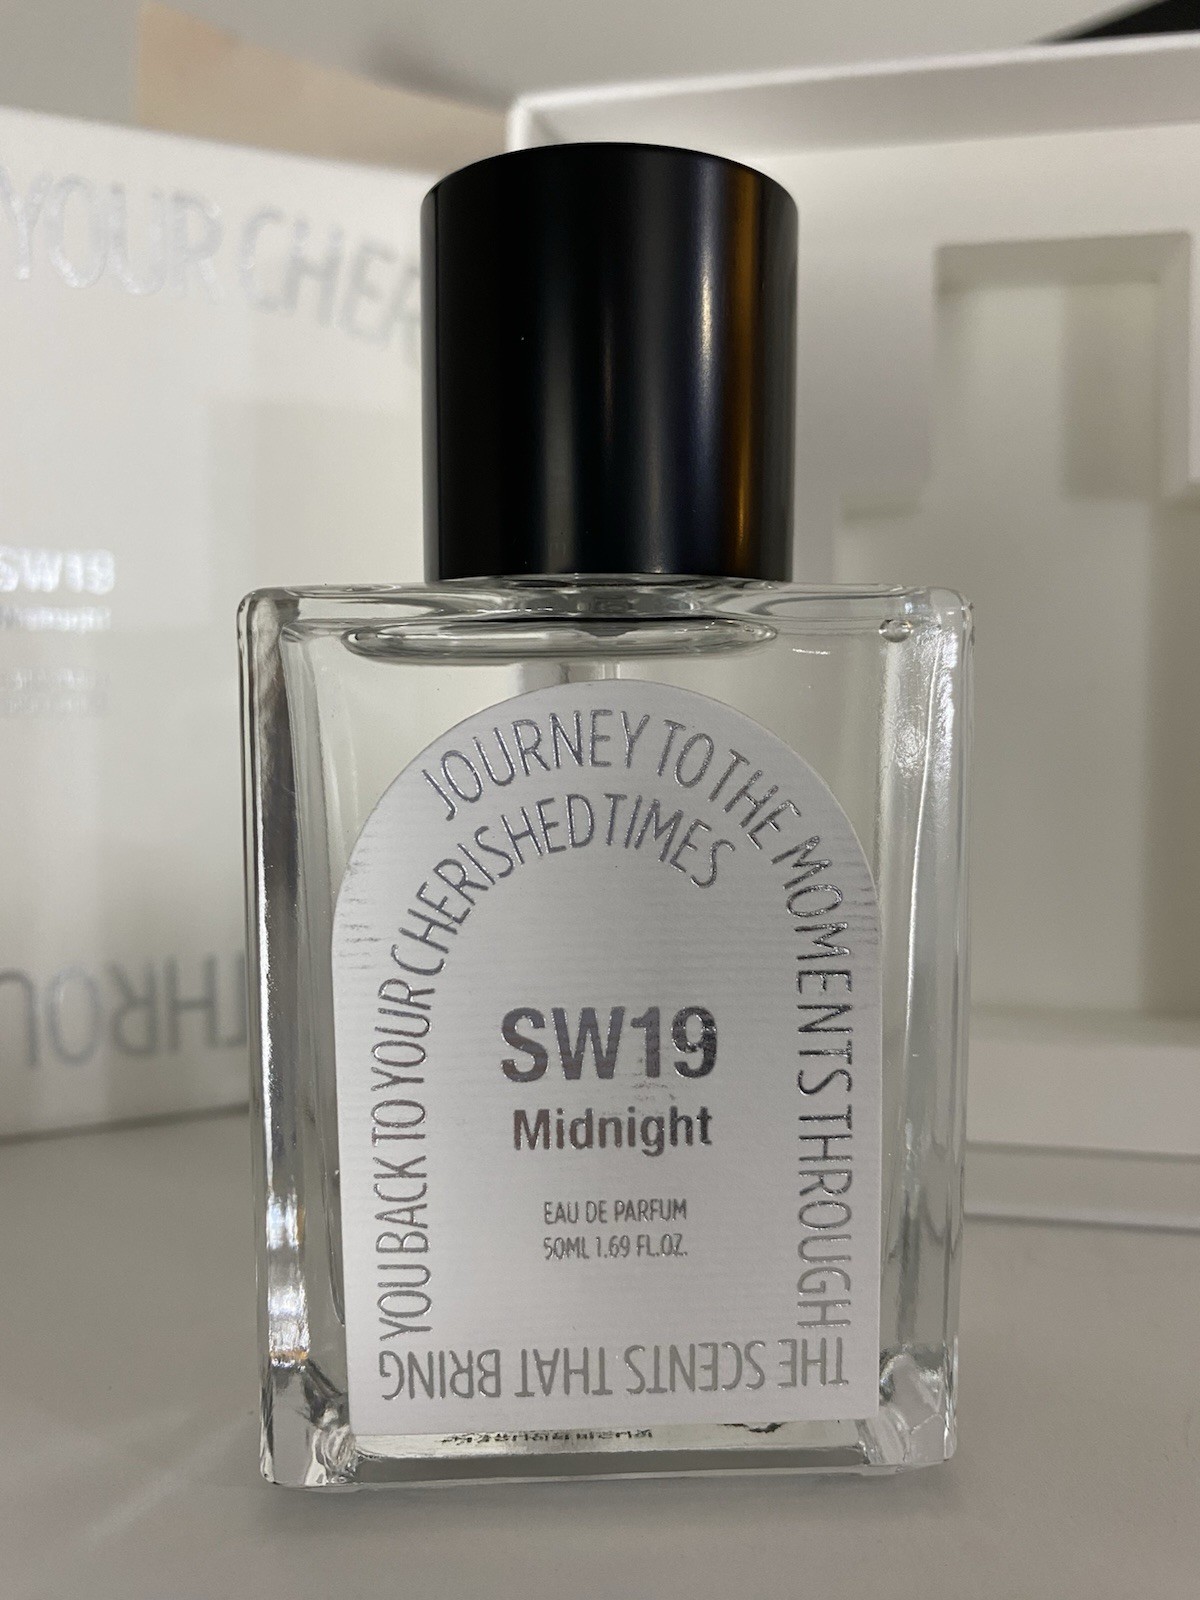 JOURNEY TO THE MOMENTS THROUGH
THE SCENTS THAT BRING
YOU BACK TO YOUR CHERISHED TIMES
SW19
Midnight
EAU DE PARFUM
50ML 1.69 FL.OZ.
YOUR CHER
SW19
Midnight
THROU